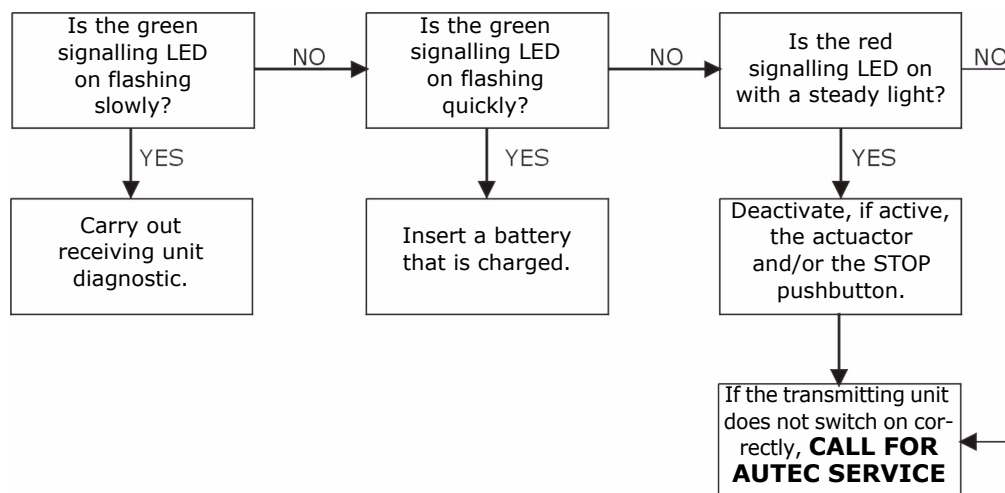 Is the green
signalling LED
on flashing
slowly?
NO
Is the green
signalling LED
on flashing
quickly?
NO
Is the red
signalling LED on
with a steady light?
NO
YES
YES
YES
Carry out
receiving unit
diagnostic.
Insert a battery
that is charged.
Deactivate, if active,
the actuactor
and/or the STOP
pushbutton.
If the transmitting unit
does not switch on cor-
rectly, CALL FOR
AUTEC SERVICE